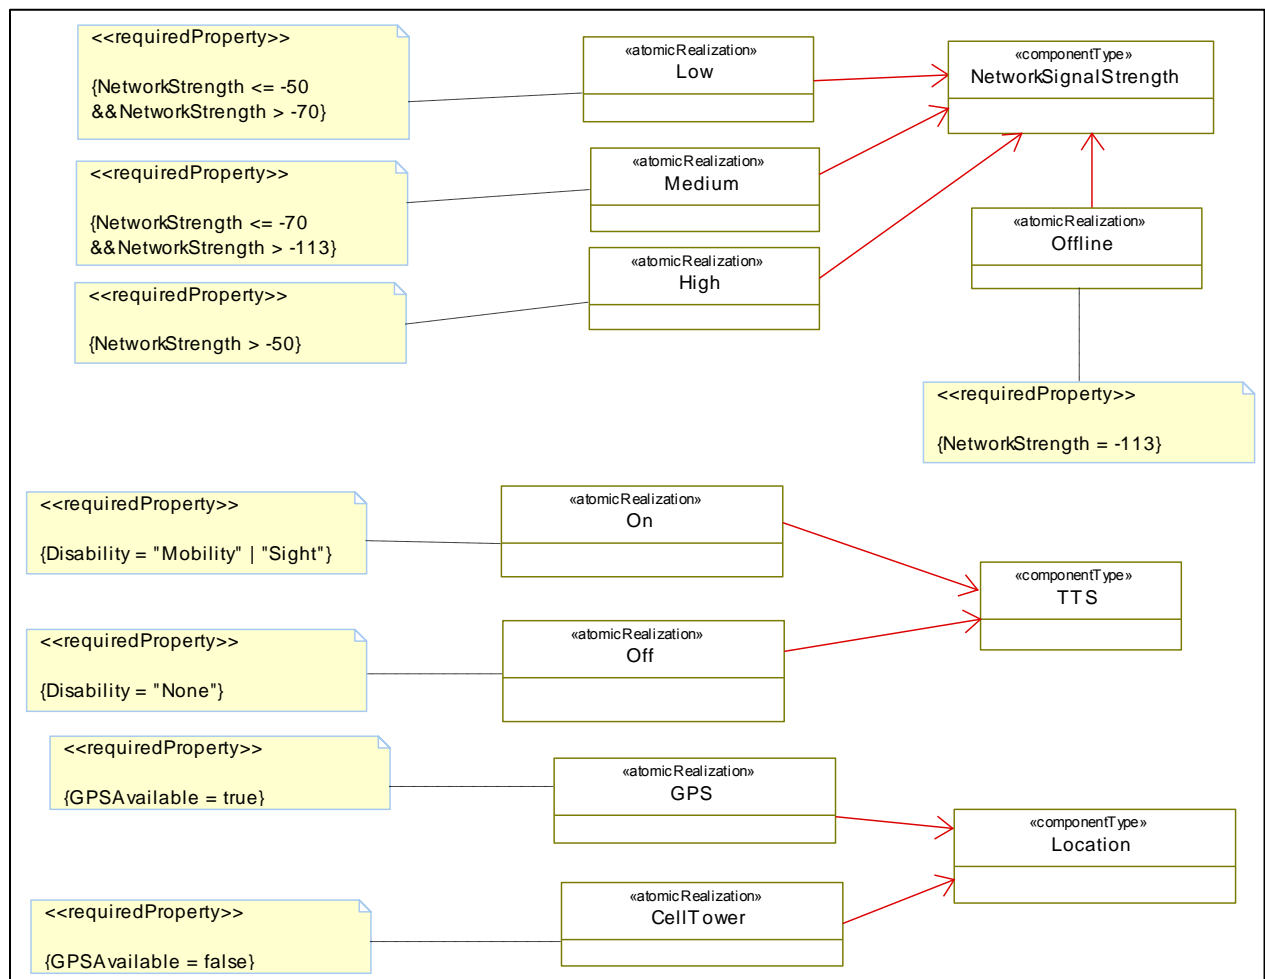 <<requiredProperty>>
{NetworkStrength <= -50
&&NetworkStrength > -70}
«atomicRealization»
Low
«componentType»
NetworkSignalStrength
<<requiredProperty>>
{NetworkStrength <= -70
&&NetworkStrength > -113}
«atomicRealization»
Medium
«atomicRealization»
Offline
<<requiredProperty>>
{NetworkStrength > -50}
«atomicRealization»
High
<<requiredProperty>>
{NetworkStrength = -113}
<<requiredProperty>>
{Disability = "Mobility" | "Sight"}
«atomicRealization»
On
«componentType»
TTS
<<requiredProperty>>
{Disability = "None"}
«atomicRealization»
Off
<<requiredProperty>>
{GPSAvailable = true}
«atomicRealization»
GPS
«componentType»
Location
<<requiredProperty>>
{GPSAvailable = false}
«atomicRealization»
CellTower